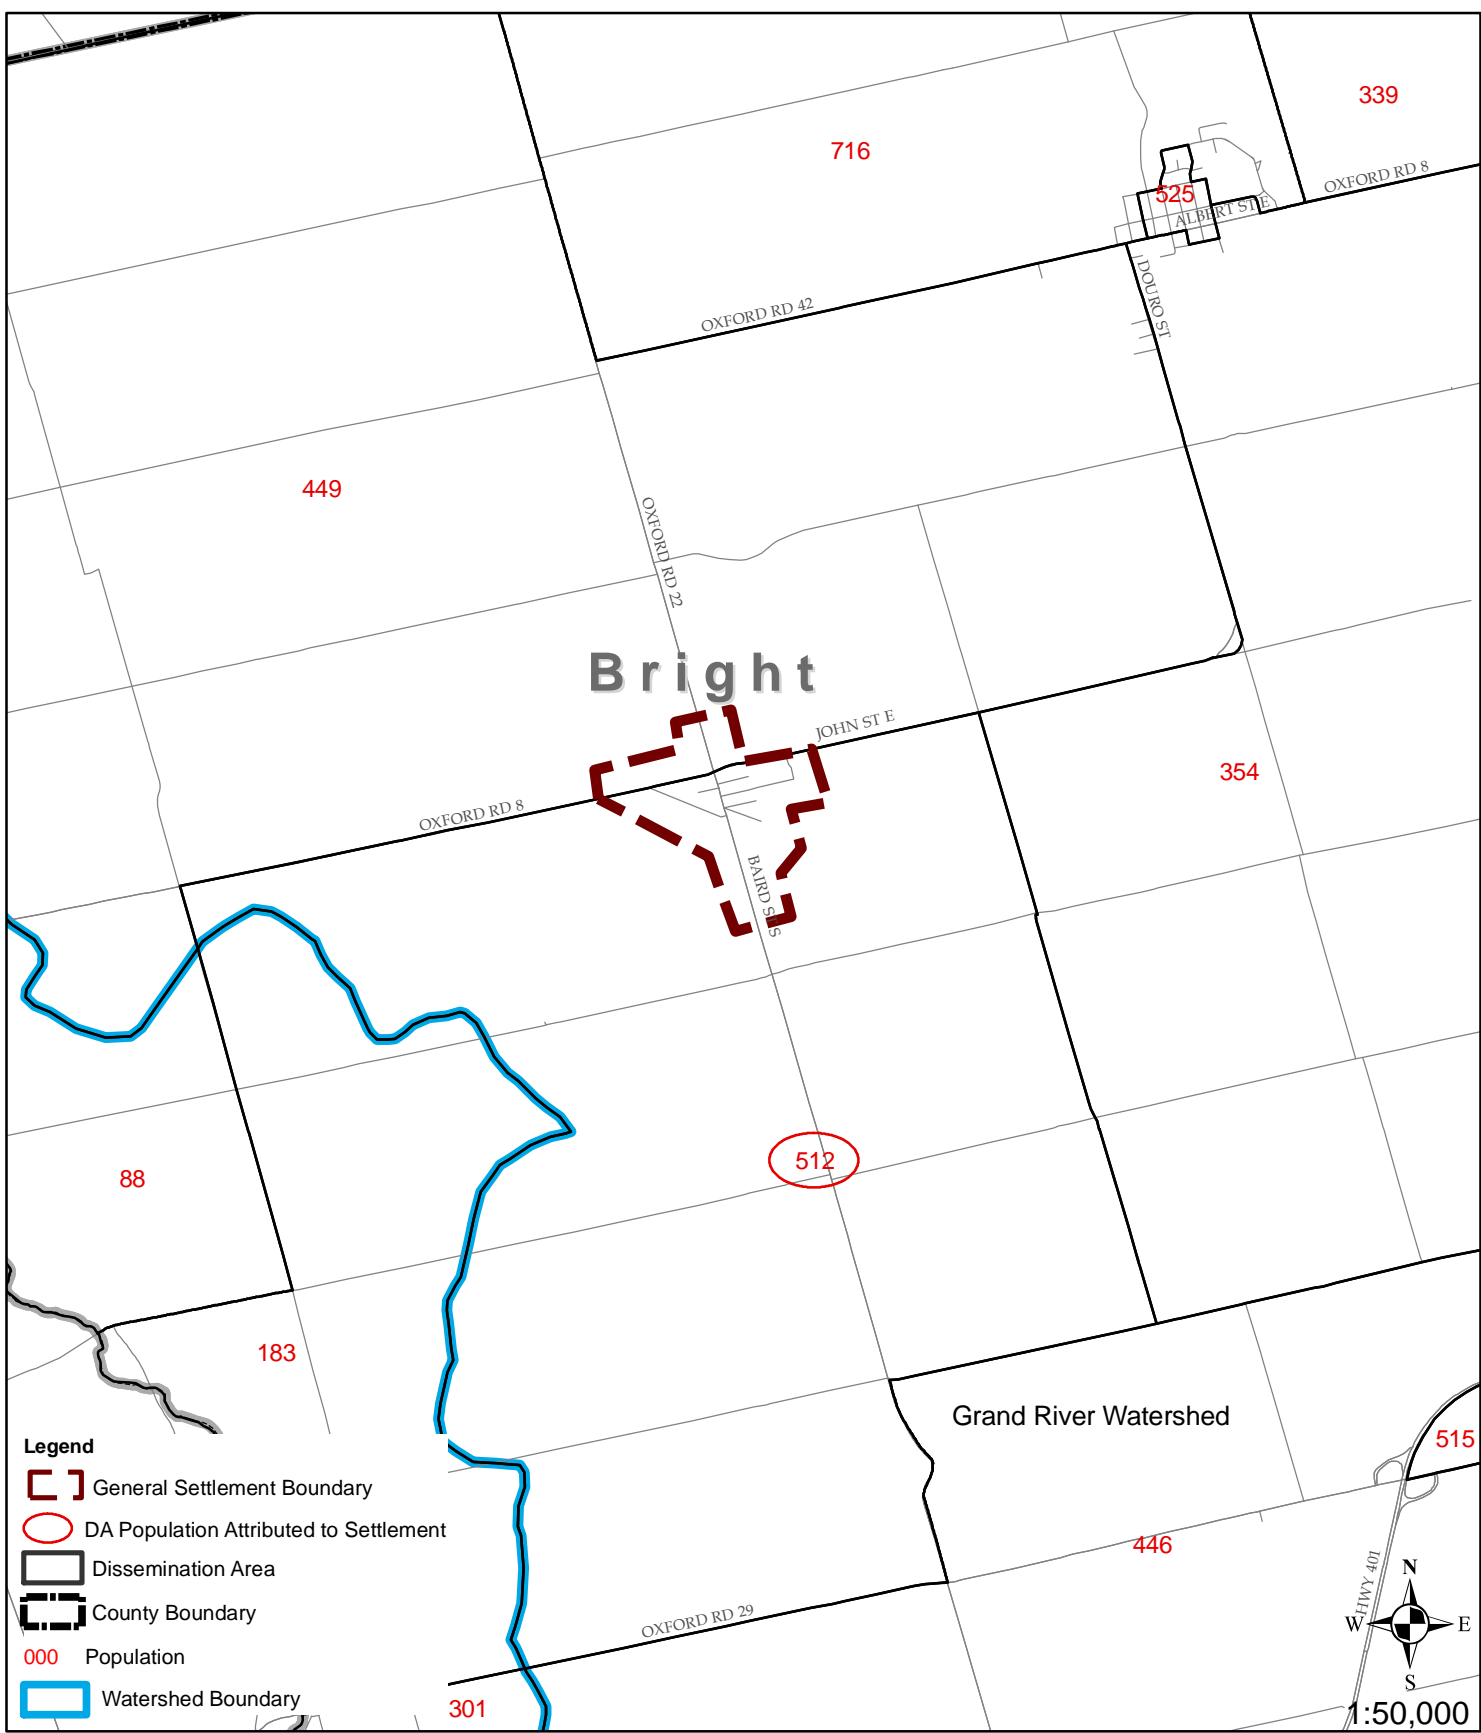 339
716
OXFORD RD 8
525
ALBERT ST E
DOURO ST
OXFORD RD 42
449
OXFORD RD 22
Bright
JOHN ST E
354
OXFORD RD 8
BAIRD ST S
512
88
183
Grand River Watershed
515
446
HWY 401
OXFORD RD 29
301
Legend
General Settlement Boundary
DA Population Attributed to Settlement
Dissemination Area
County Boundary
000 Population
Watershed Boundary
N
W E
S
1:50,000